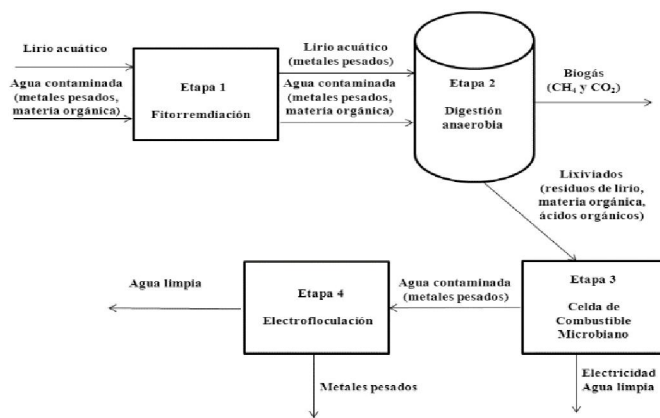 Lirio acuático
Agua contaminada
(metales pesados,
materia orgánica)
Etapa 1
Fitorremdiación
Lirio acuático
(metales pesados)
Agua contaminada
(metales pesados,
materia orgánica)
Etapa 2
Digestión
anaerobia
Biogás
(CH₄ y CO₂)
Lixiviados
(residuos de lirio,
materia orgánica,
ácidos orgánicos)
Etapa 3
Celda de
Combustible
Microbiano
Electricidad
Agua limpia
Agua contaminada
(metales pesados)
Etapa 4
Electrofloculación
Agua limpia
Metales pesados